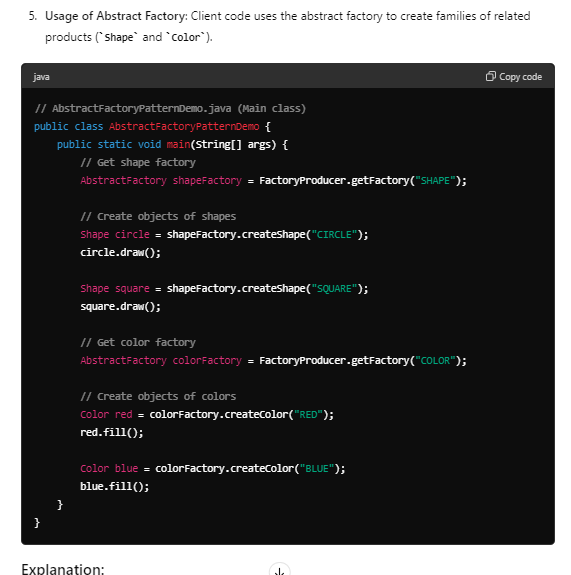 5. Usage of Abstract Factory: Client code uses the abstract factory to create families of related
products (`Shape` and `Color`).
java
Copy code
// AbstractFactoryPatternDemo.java (Main class)
public class AbstractFactoryPatternDemo {
    public static void main(String[] args) {
        // Get shape factory
        AbstractFactory shapeFactory = FactoryProducer.getFactory("SHAPE");

        // Create objects of shapes
        Shape circle = shapeFactory.createShape("CIRCLE");
        circle.draw();

        Shape square = shapeFactory.createShape("SQUARE");
        square.draw();

        // Get color factory
        AbstractFactory colorFactory = FactoryProducer.getFactory("COLOR");

        // Create objects of colors
        Color red = colorFactory.createColor("RED");
        red.fill();

        Color blue = colorFactory.createColor("BLUE");
        blue.fill();
    }
}
Explanation: